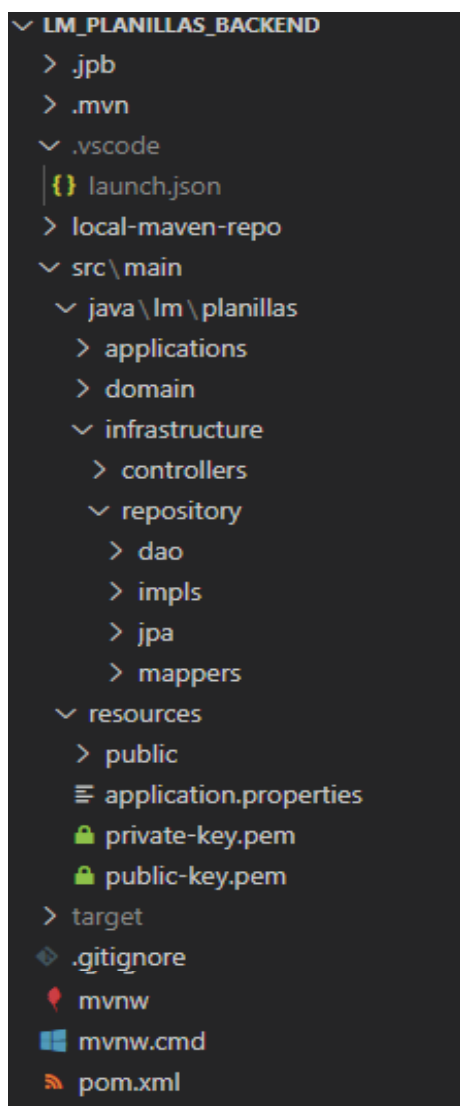 LM_PLANILLAS_BACKEND
.jpb
.mvn
.vscode
{} launch.json
local-maven-repo
src\main
java\lm\planillas
applications
domain
infrastructure
controllers
repository
dao
impls
jpa
mappers
resources
public
application.properties
private-key.pem
public-key.pem
target
.gitignore
mvnw
mvnw.cmd
pom.xml